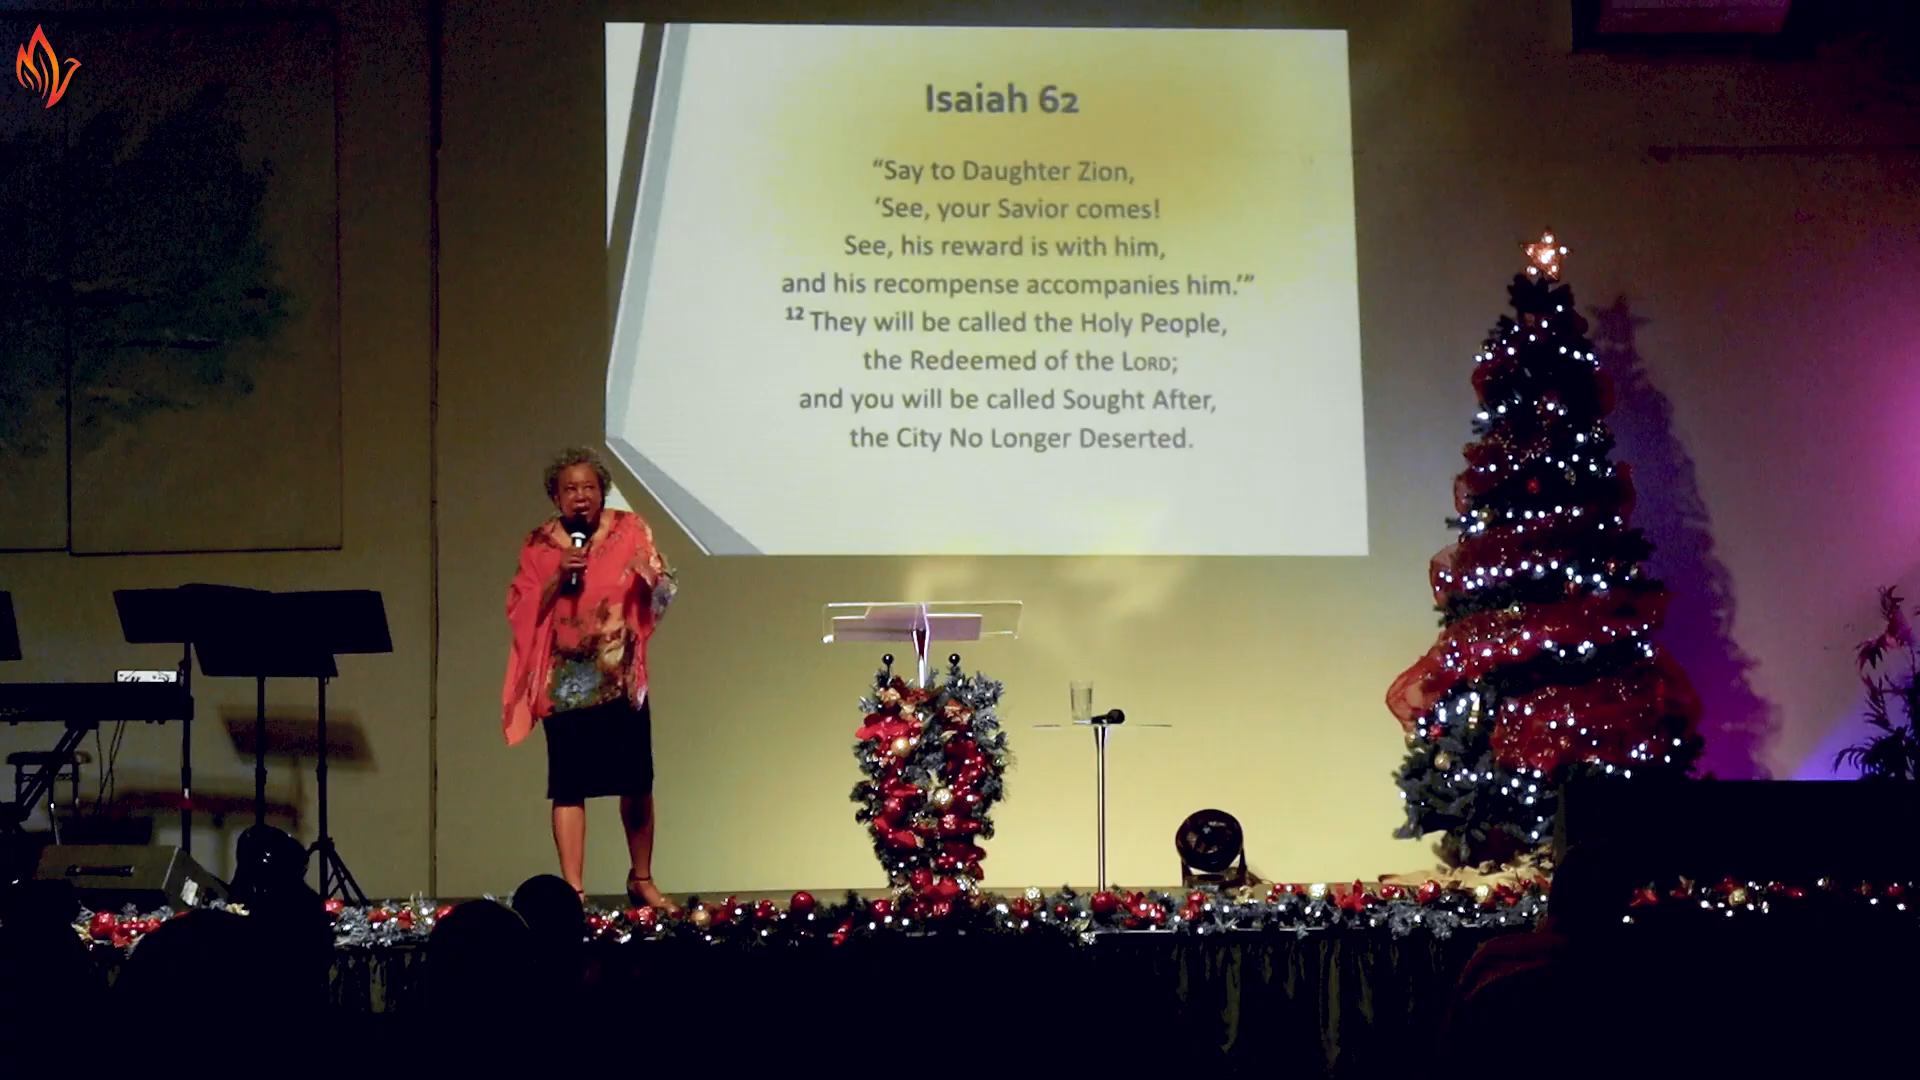 Isaiah 62
“Say to Daughter Zion,
‘See, your Savior comes!
See, his reward is with him,
and his recompense accompanies him.’”
12 They will be called the Holy People,
the Redeemed of the LORD;
and you will be called Sought After,
the City No Longer Deserted.